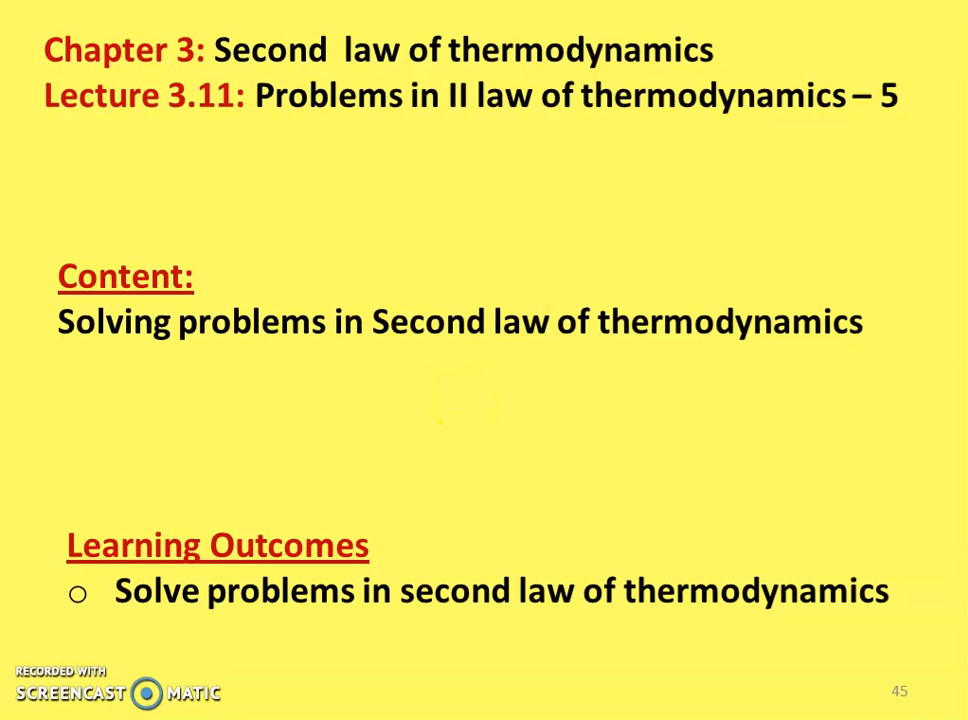 Chapter 3: Second law of thermodynamics
Lecture 3.11: Problems in II law of thermodynamics – 5
Content:
Solving problems in Second law of thermodynamics
Learning Outcomes
o Solve problems in second law of thermodynamics
RECORDED WITH
SCREENCAST MATIC
45